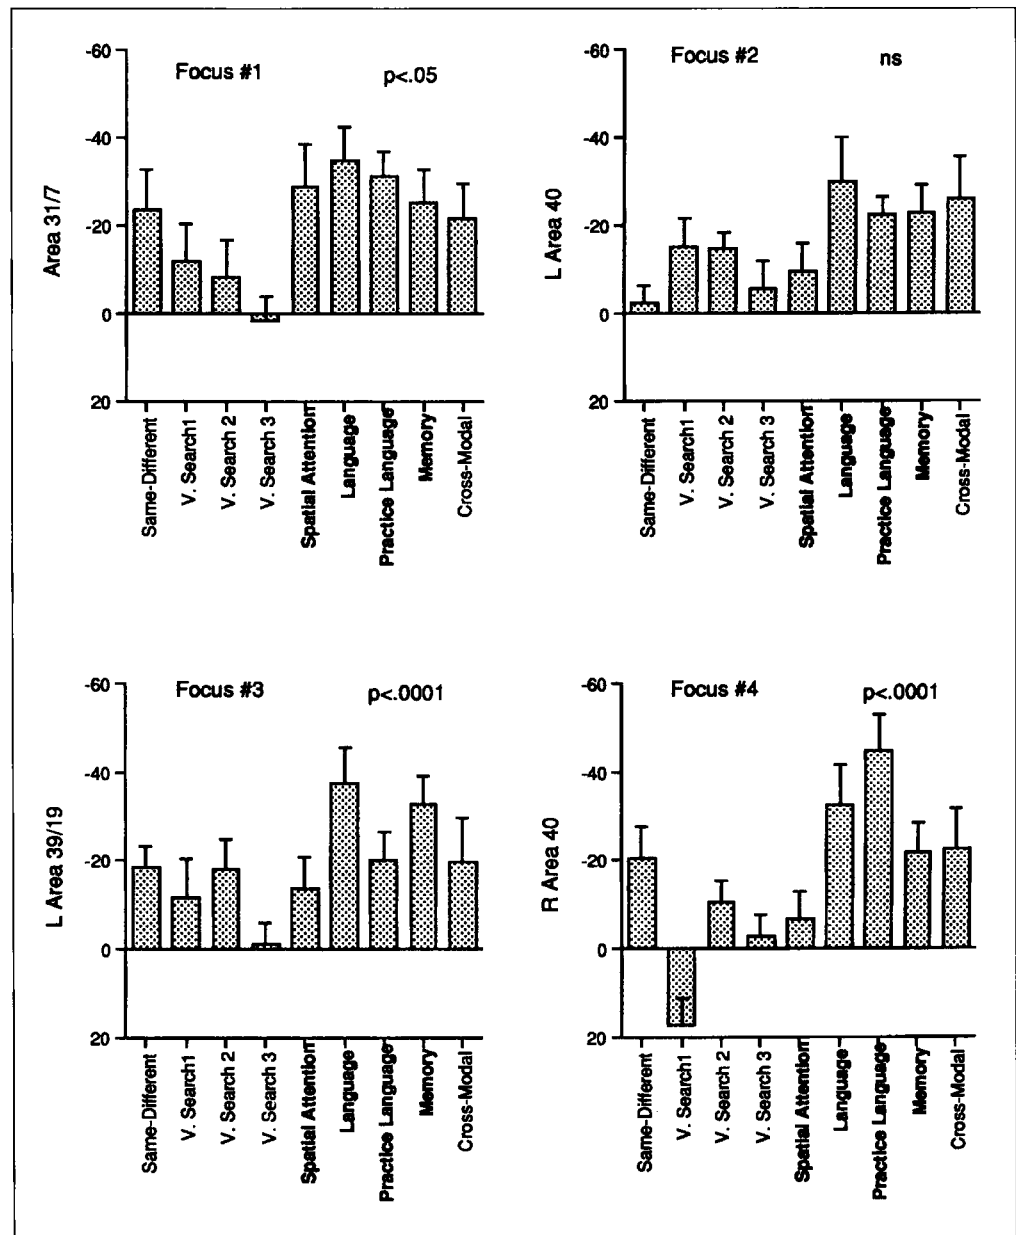 Focus #1
p<.05
Area 31/7
-60
-40
-20
0
20
Same-Different
V. Search1
V. Search 2
V. Search 3
Spatial Attention
Language
Practice Language
Memory
Cross-Modal
Focus #2
ns
L Area 40
-60
-40
-20
0
20
Same-Different
V. Search1
V. Search 2
V. Search 3
Spatial Attention
Language
Practice Language
Memory
Cross-Modal
Focus #3
p<.0001
L Area 39/19
-60
-40
-20
0
20
Same-Different
V. Search1
V. Search 2
V. Search 3
Spatial Attention
Language
Practice Language
Memory
Cross-Modal
Focus #4
p<.0001
R Area 40
-60
-40
-20
0
20
Same-Different
V. Search1
V. Search 2
V. Search 3
Spatial Attention
Language
Practice Language
Memory
Cross-Modal